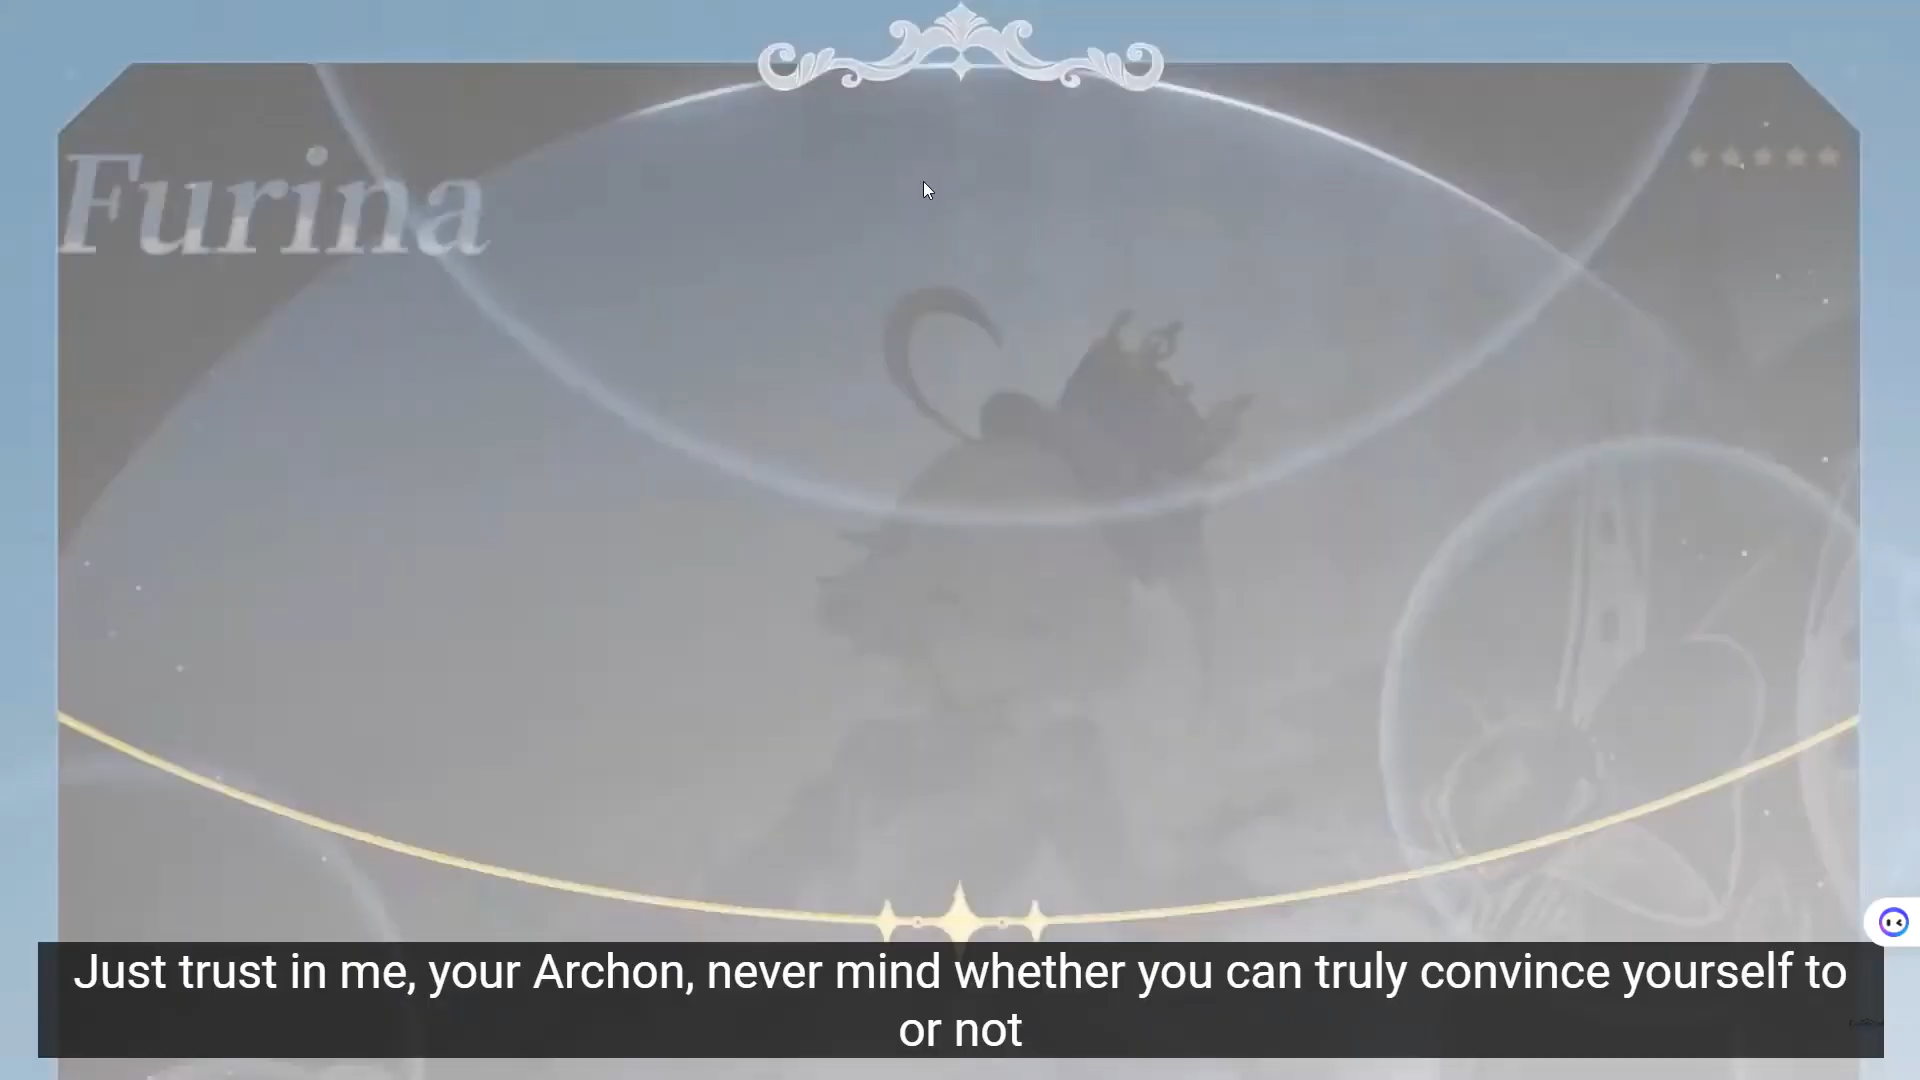 Furina
Just trust in me, your Archon, never mind whether you can truly convince yourself to
or not